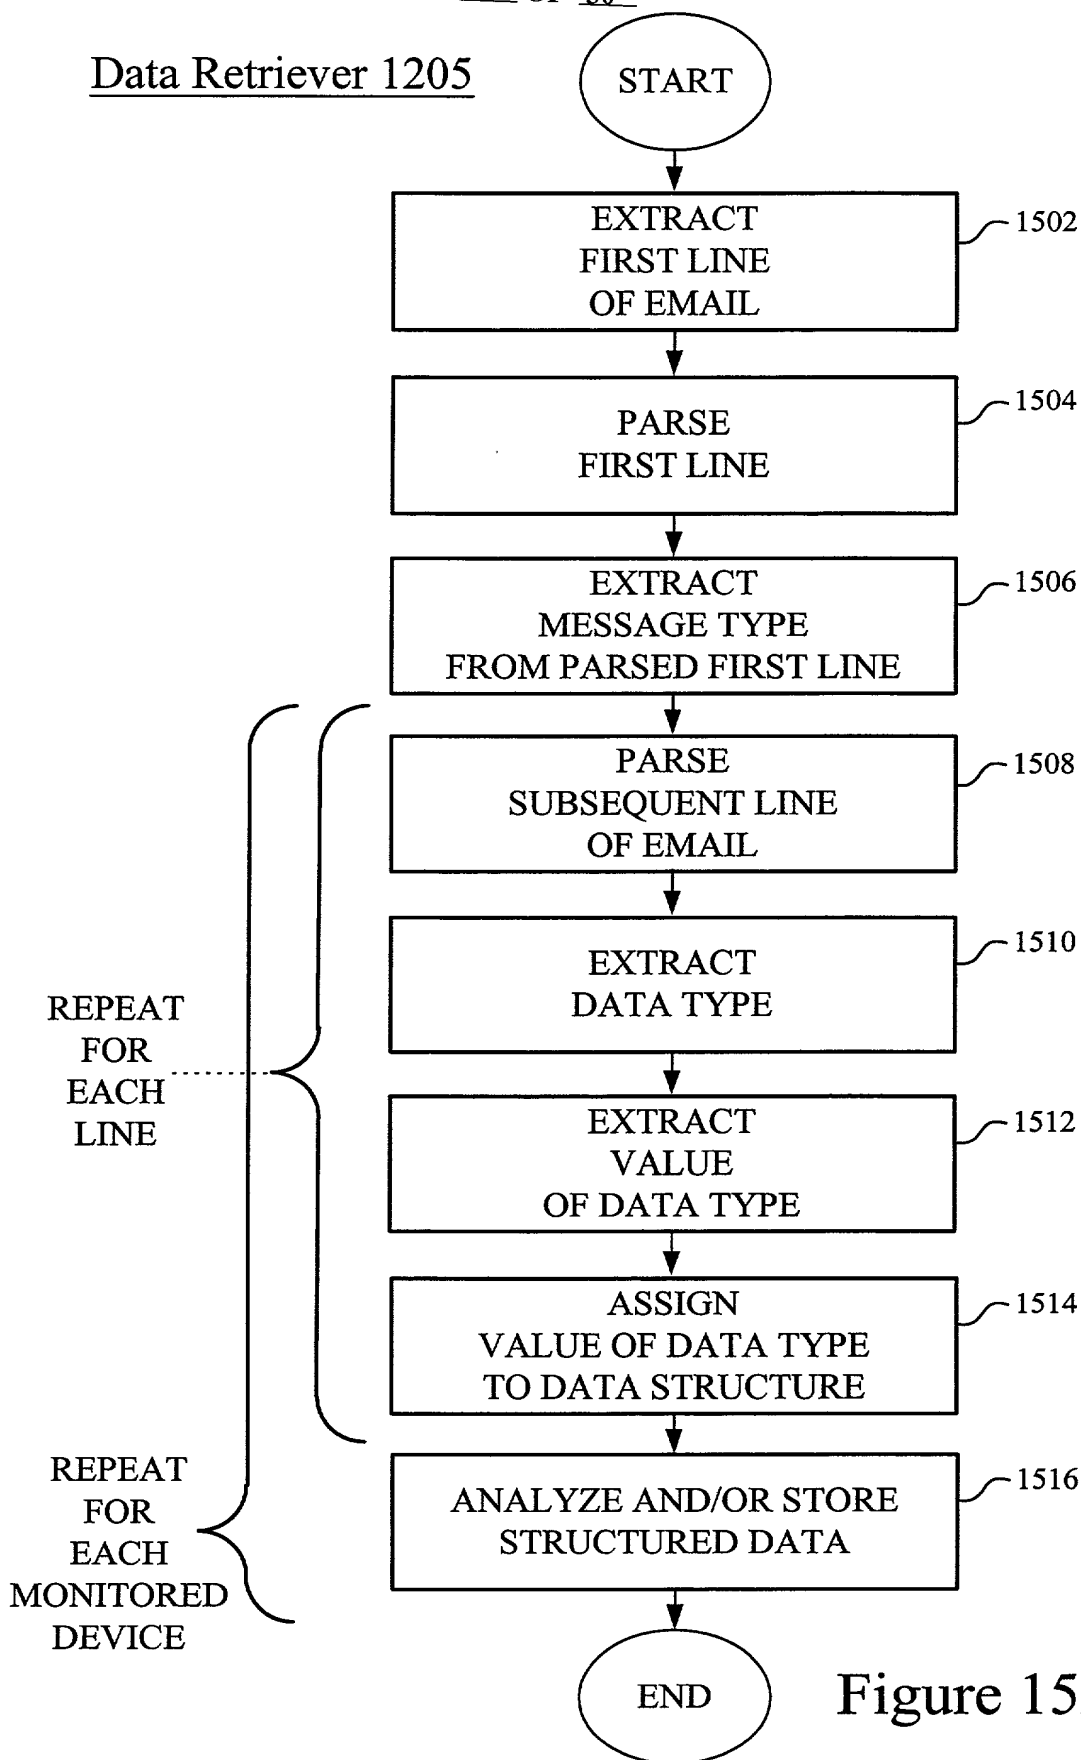 OF
Data Retriever 1205
START
EXTRACT
FIRST LINE
OF EMAIL
1502
PARSE
FIRST LINE
1504
EXTRACT
MESSAGE TYPE
FROM PARSED FIRST LINE
1506
PARSE
SUBSEQUENT LINE
OF EMAIL
1508
EXTRACT
DATA TYPE
1510
REPEAT
FOR
EACH
LINE
EXTRACT
VALUE
OF DATA TYPE
1512
ASSIGN
VALUE OF DATA TYPE
TO DATA STRUCTURE
1514
REPEAT
FOR
EACH
MONITORED
DEVICE
ANALYZE AND/OR STORE
STRUCTURED DATA
1516
END
Figure 15